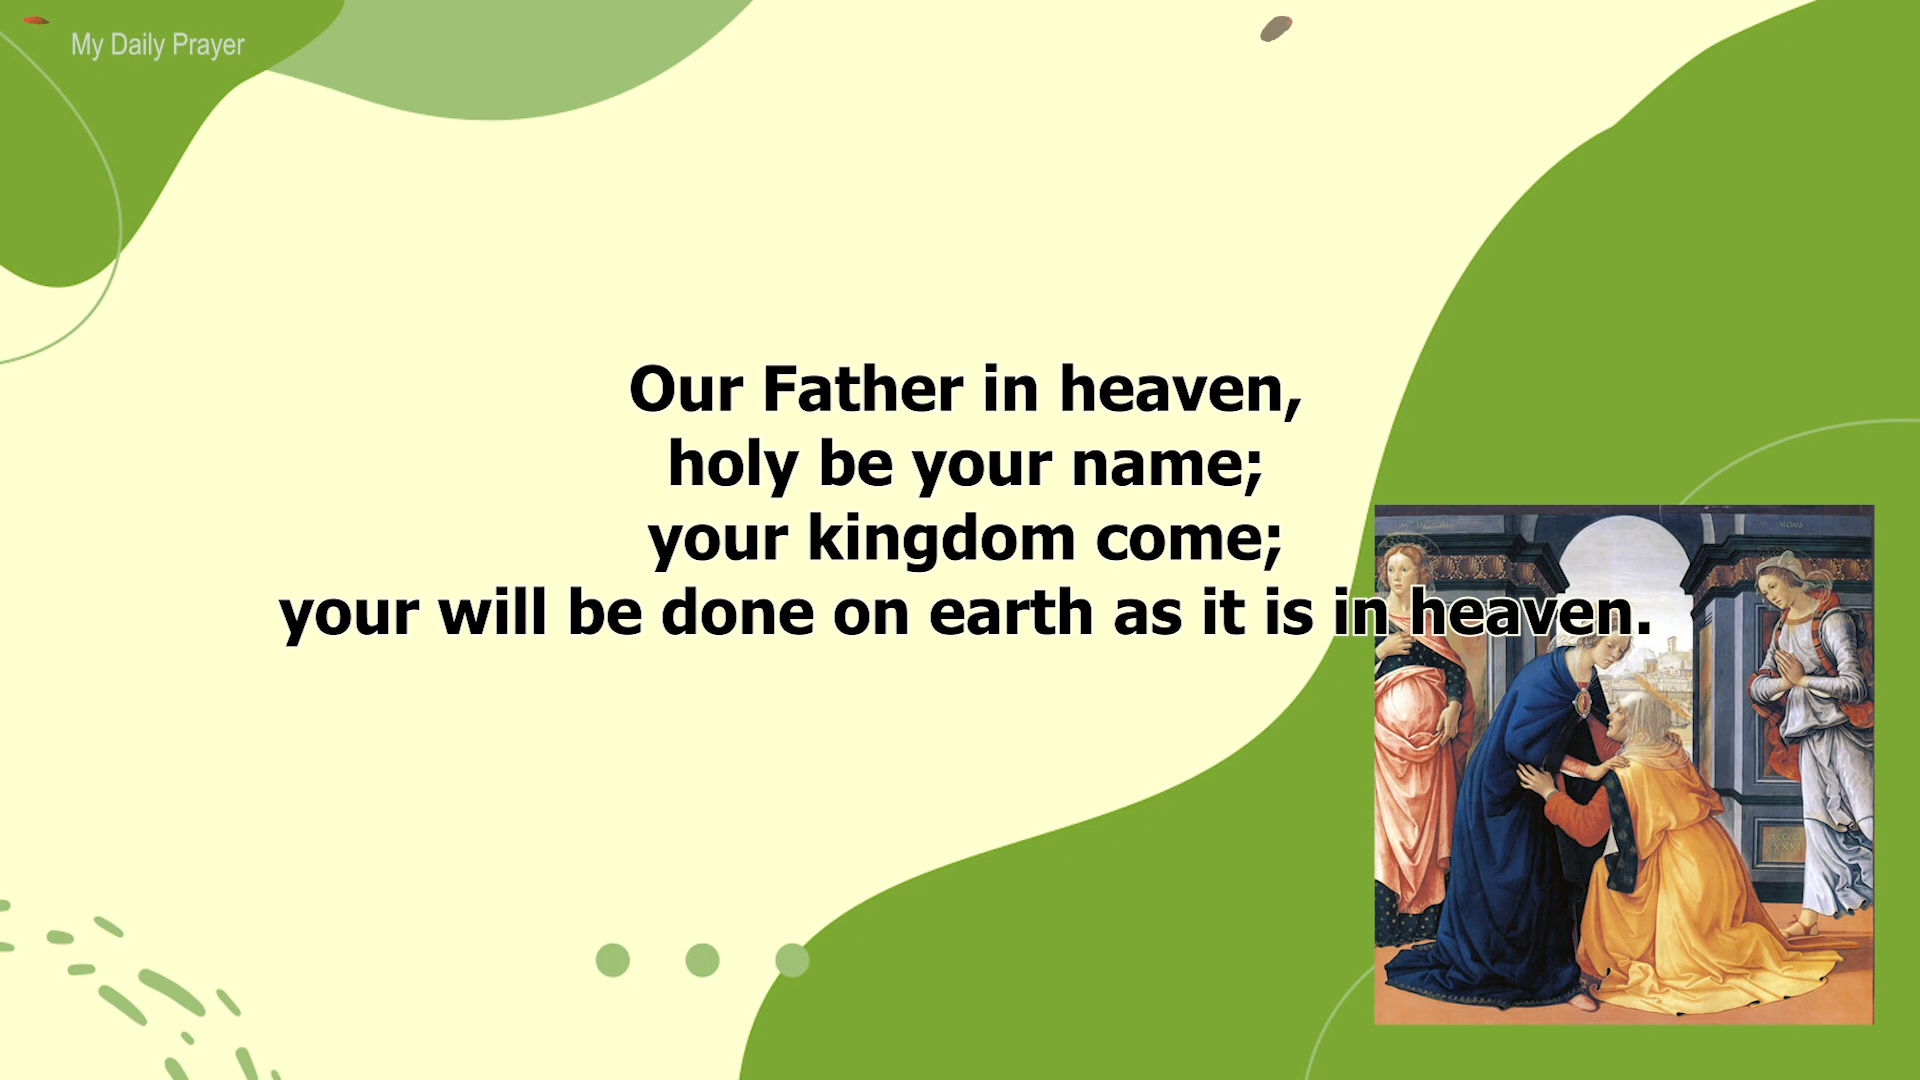 My Daily Prayer
Our Father in heaven,
holy be your name;
your kingdom come;
your will be done on earth as it is in heaven.